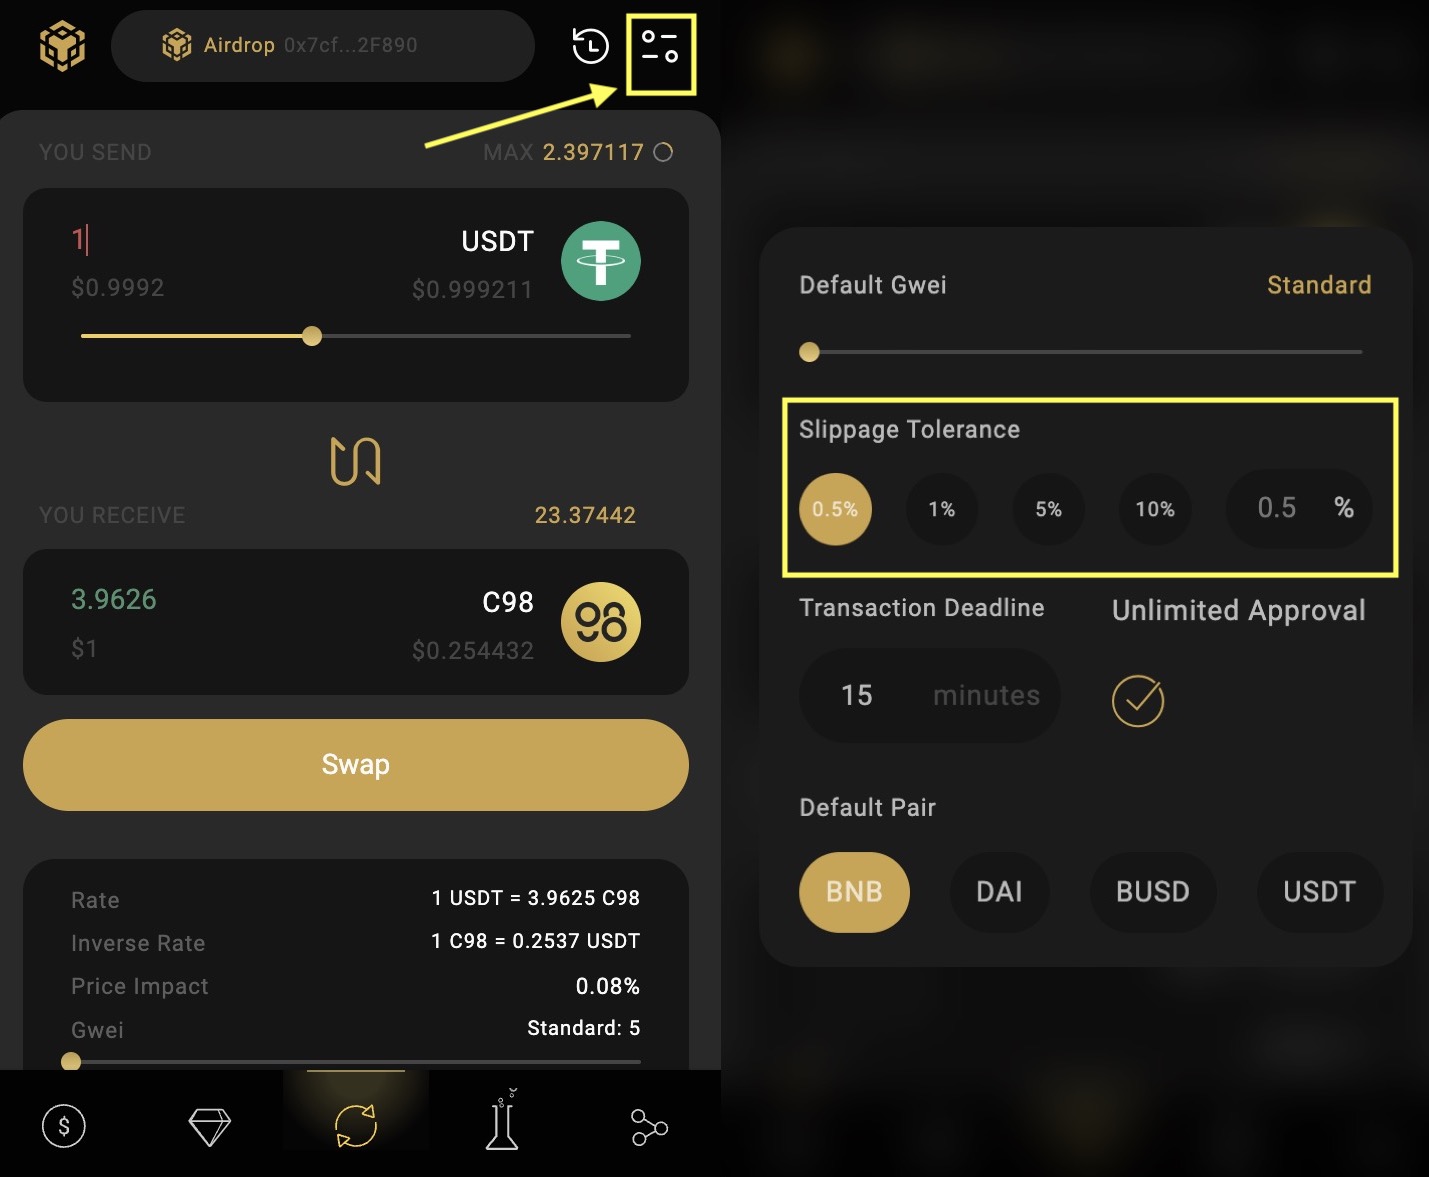 Airdrop 0x7cf...2F890
YOU SEND
MAX 2.397117
1
USDT
$0.9992
$0.999211
YOU RECEIVE
23.37442
3.9626
C98
$1
$0.254432
Swap
Rate
1 USDT = 3.9625 C98
Inverse Rate
1 C98 = 0.2537 USDT
Price Impact
0.08%
Gwei
Standard: 5
Default Gwei
Standard
Slippage Tolerance
0.5% 1% 5% 10% 0.5 %
Transaction Deadline
Unlimited Approval
15 minutes
Default Pair
BNB DAI BUSD USDT